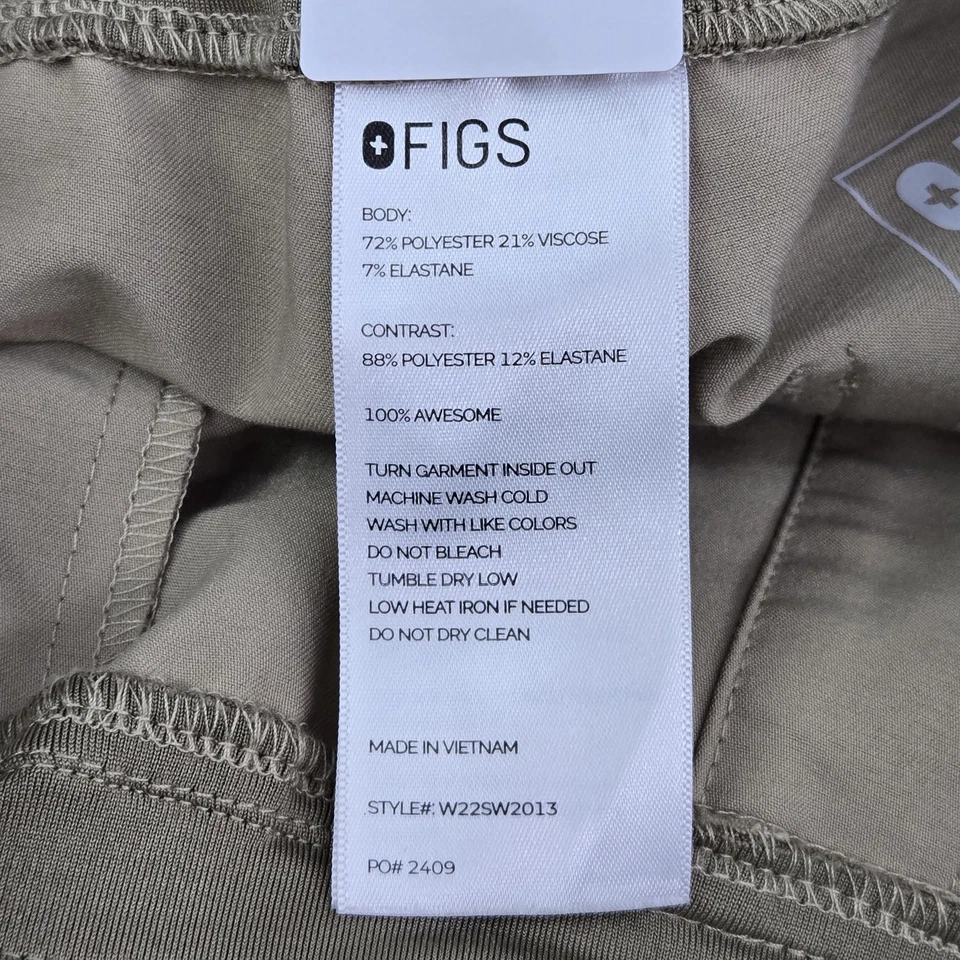 FIGS
BODY:
72% POLYESTER 21% VISCOSE
7% ELASTANE
CONTRAST:
88% POLYESTER 12% ELASTANE
100% AWESOME
TURN GARMENT INSIDE OUT
MACHINE WASH COLD
WASH WITH LIKE COLORS
DO NOT BLEACH
TUMBLE DRY LOW
LOW HEAT IRON IF NEEDED
DO NOT DRY CLEAN
MADE IN VIETNAM
STYLE#: W22SW2013
PO# 2409